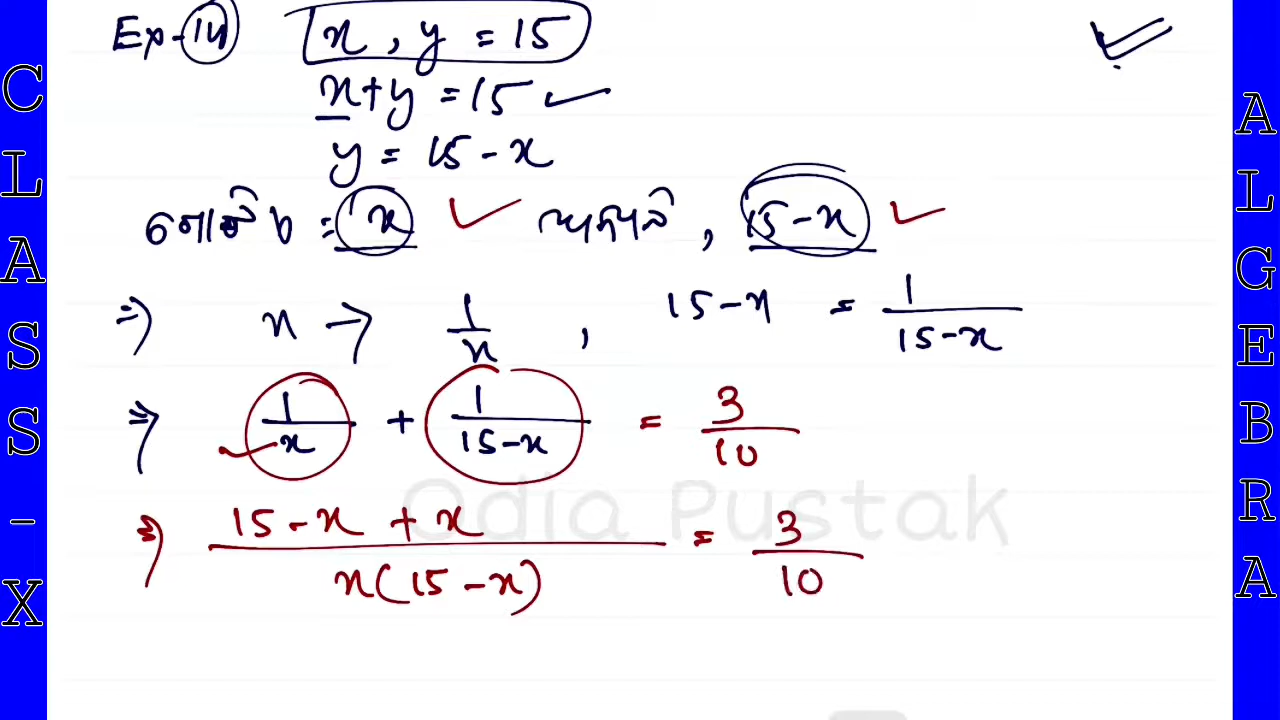 CLASS-X
Ex-14 x, y = 15
x+y = 15 ✓
y = 15-x
ଗୋଟିଏ = x ✓ ଅନ୍ୟଟି, 15-x ✓
⇒ x → 1/x , 15-x = 1/(15-x)
⇒ 1/x + 1/(15-x) = 3/10
⇒ (15-x+x)/(x(15-x)) = 3/10
Odia Pustak
ALGEBRA